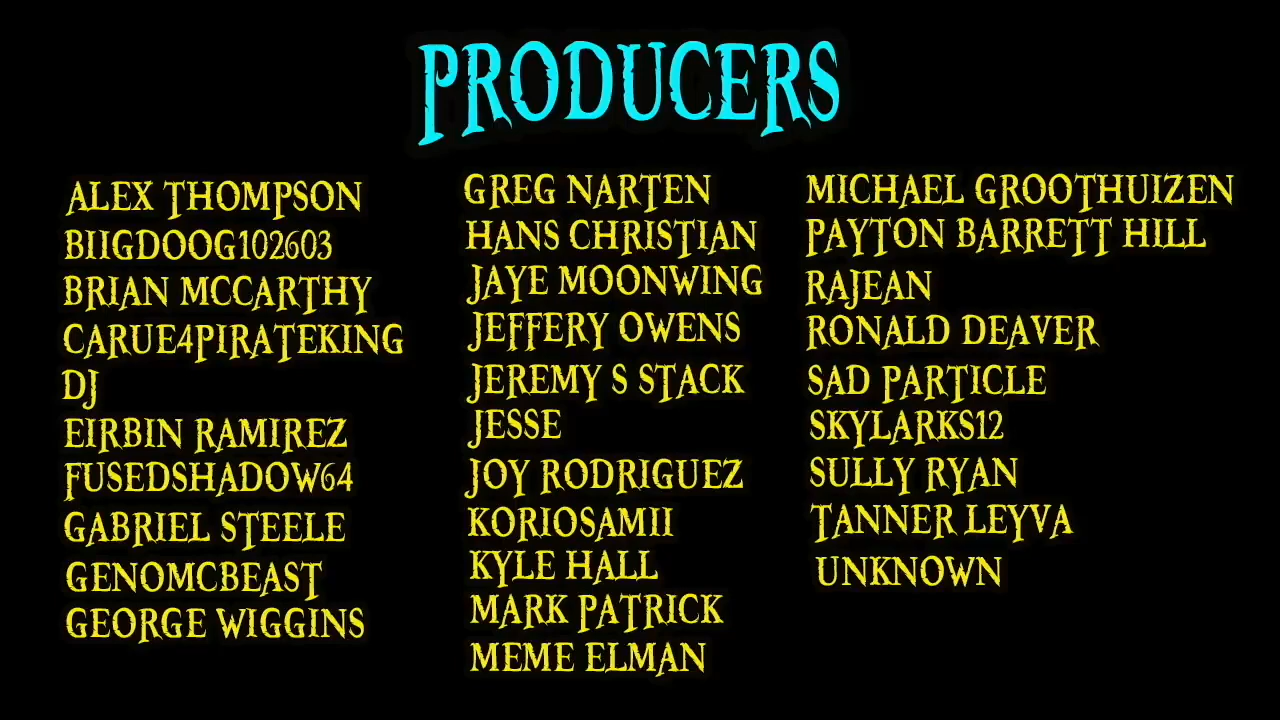 PRODUCERS
ALEX THOMPSON
BIIGDOOG102603
BRIAN MCCARTHY
CARUE4PIRATEKING
DJ
EIRBIN RAMIREZ
FUSEDSHADOW64
GABRIEL STEELE
GENOMCBEAST
GEORGE WIGGINS
GREG NARTEN
HANS CHRISTIAN
JAYE MOONWING
JEFFERY OWENS
JEREMY S STACK
JESSE
JOY RODRIGUEZ
KORIOSAMII
KYLE HALL
MARK PATRICK
MEME ELMAN
MICHAEL GROOTHUIZEN
PAYTON BARRETT HILL
RAJEAN
RONALD DEAVER
SAD PARTICLE
SKYLARKS12
SULLY RYAN
TANNER LEYVA
UNKNOWN